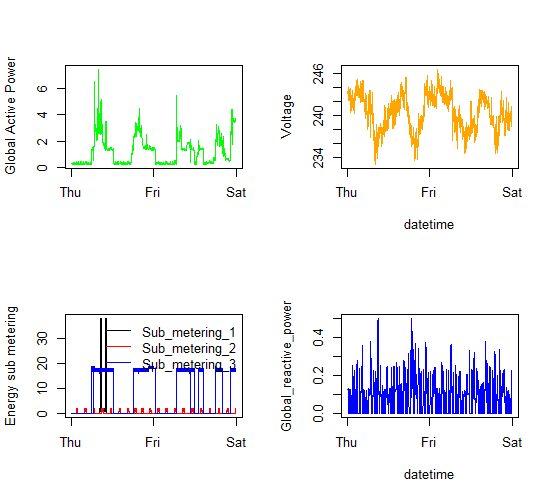 Global Active Power
0 2 4 6
Thu Fri Sat
Voltage
234 240 246
Thu Fri Sat
datetime
Energy sub metering
0 10 20 30
Sub_metering_1
Sub_metering_2
Sub_metering_3
Thu Fri Sat
Global_reactive_power
0.0 0.2 0.4
Thu Fri Sat
datetime